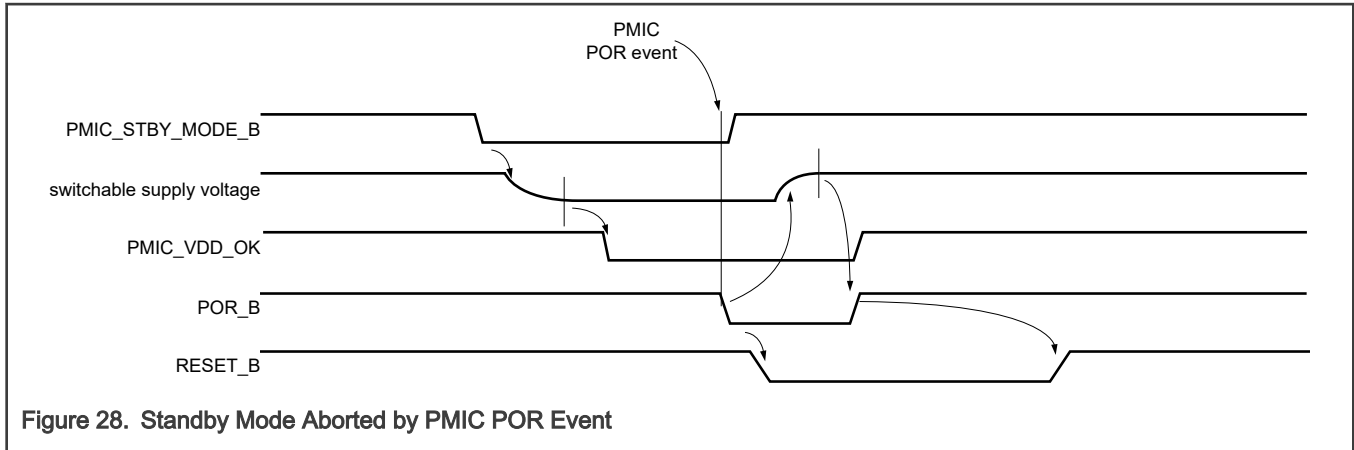 PMIC
POR event
PMIC_STBY_MODE_B
switchable supply voltage
PMIC_VDD_OK
POR_B
RESET_B
Figure 28. Standby Mode Aborted by PMIC POR Event